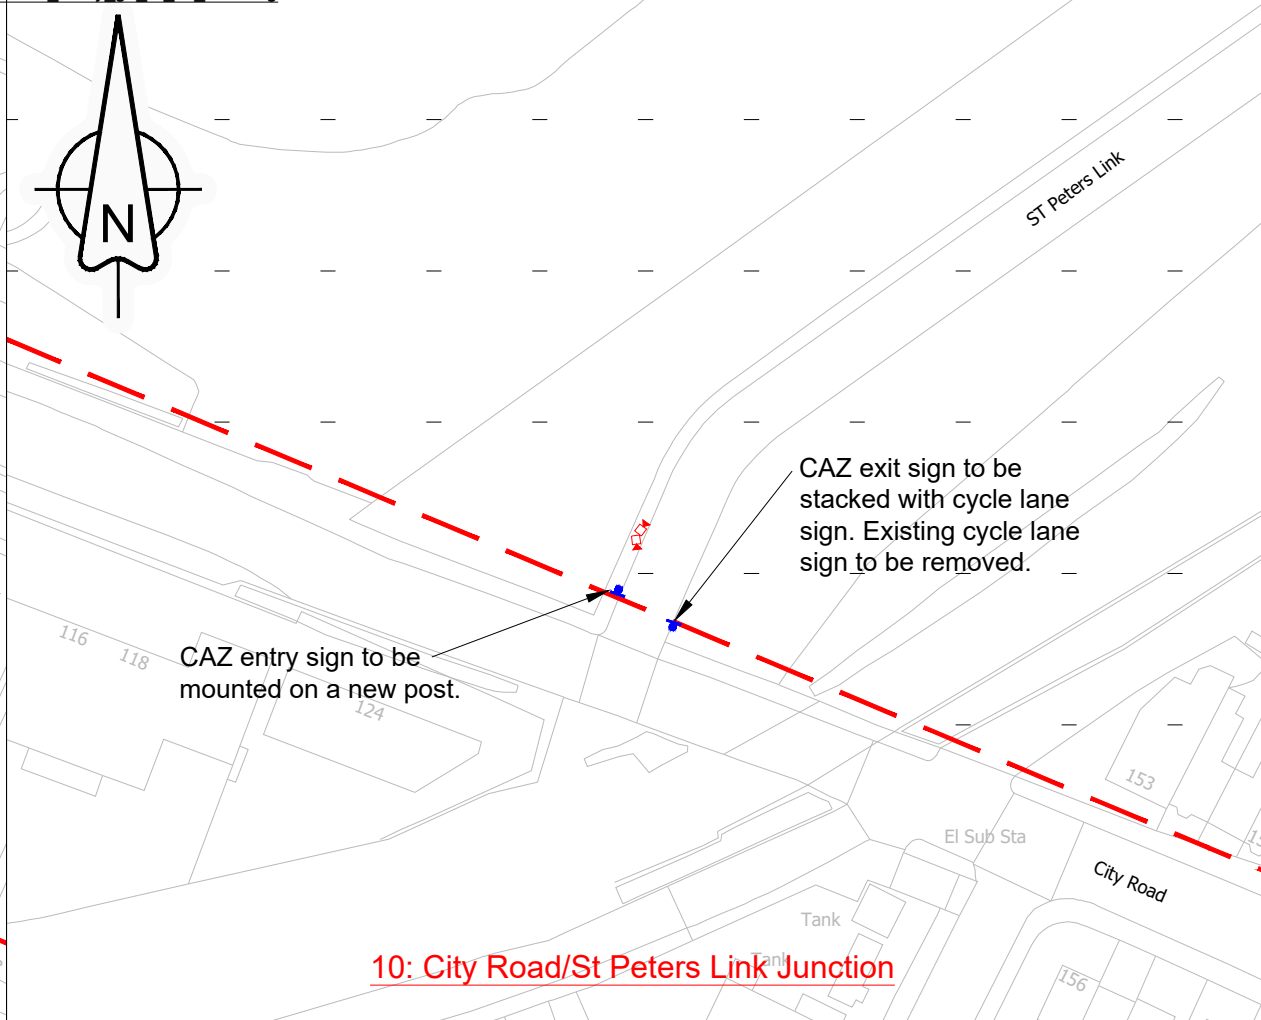 N
ST Peters Link
CAZ exit sign to be
stacked with cycle lane
sign. Existing cycle lane
sign to be removed.
CAZ entry sign to be
mounted on a new post.
116
118
124
153
El Sub Sta
City Road
Tank
Tank
156
10: City Road/St Peters Link Junction